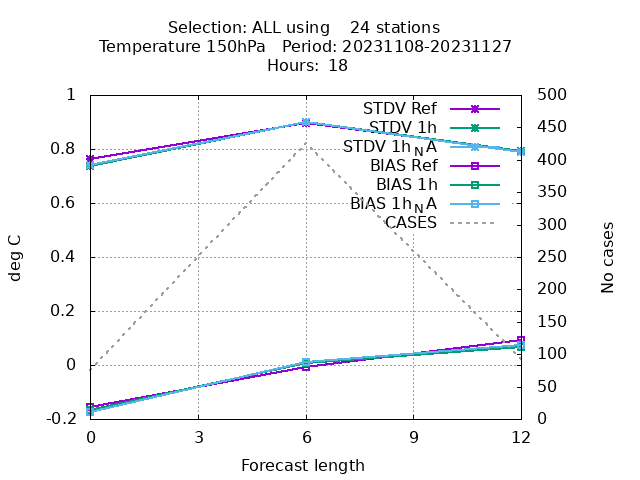 Selection: ALL using    24 stations
Temperature 150hPa   Period: 20231108-20231127
Hours: 18
1
0.8
0.6
0.4
0.2
0
-0.2
deg C
500
450
400
350
300
250
200
150
100
50
0
No cases
STDV Ref
STDV 1h
STDV 1h_NA
BIAS Ref
BIAS 1h
BIAS 1h_NA
CASES
0 3 6 9 12
Forecast length